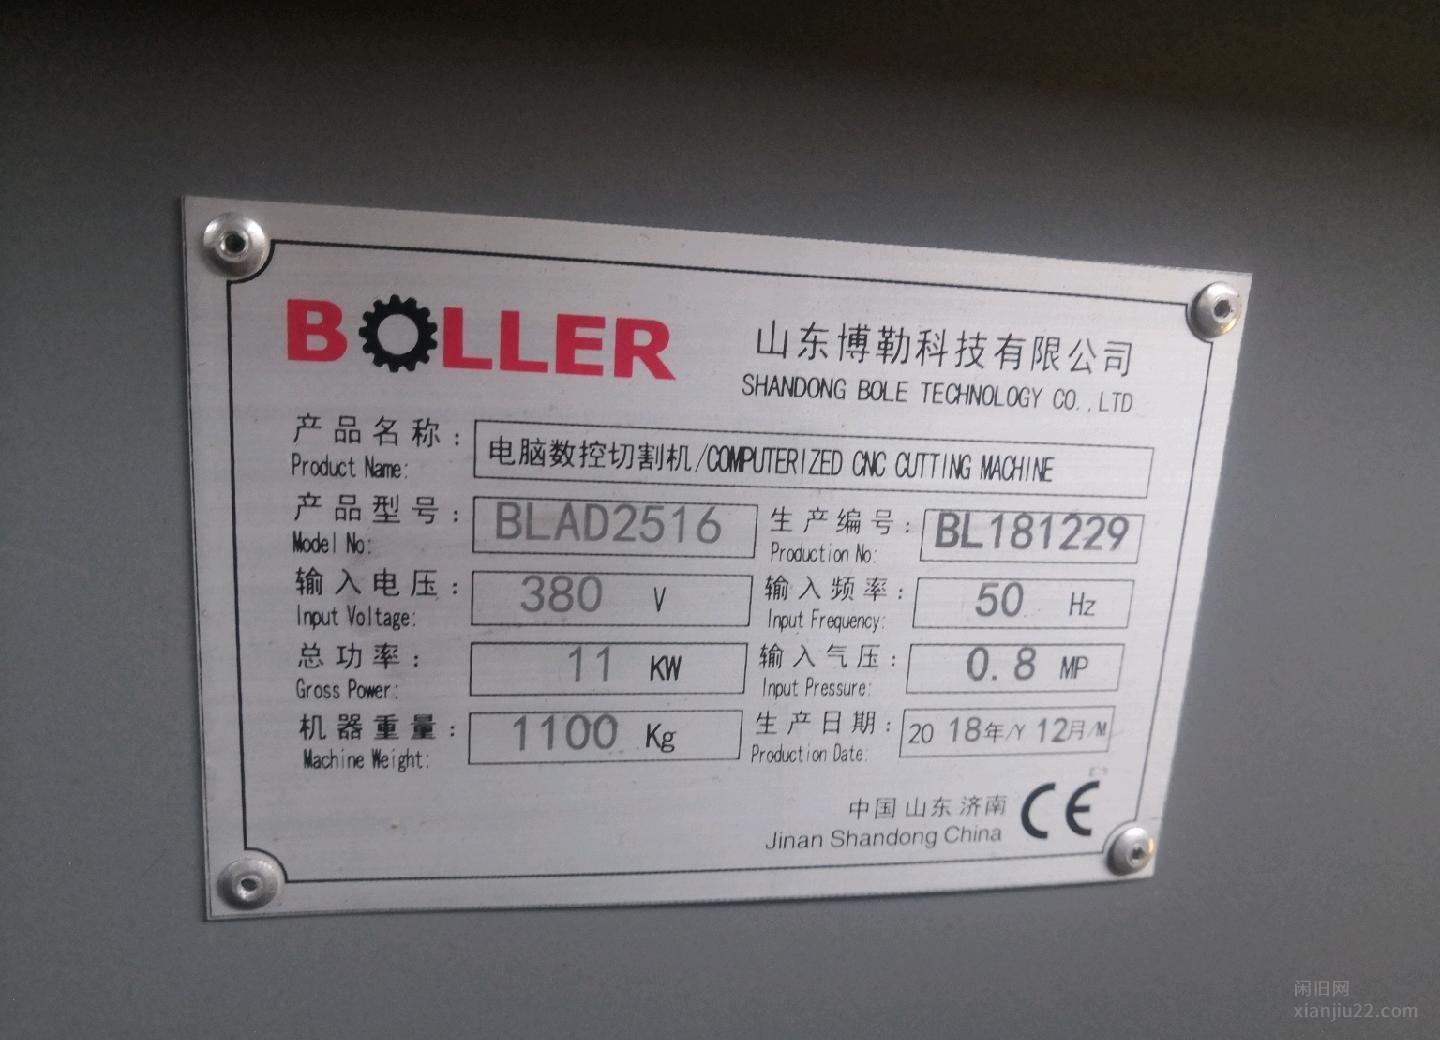 BOLLER
山东博勒科技有限公司
SHANDONG BOLE TECHNOLOGY CO.,LTD
产品名称: 电脑数控切割机/COMPUTERIZED CNC CUTTING MACHINE
Product Name:
产品型号: BLAD2516 生产编号: BL181229
Model No: Production No:
输入电压: 380 V 输入频率: 50 Hz
Input Voltage: Input Frequency:
总功率: 11 KW 输入气压: 0.8 MP
Gross Power: Input Pressure:
机器重量: 1100 Kg 生产日期: 2018年/Y 12月/M
Machine Weight: Production Date:
中国山东济南 CE
Jinan Shandong China
闲旧网
xianjiu22.com